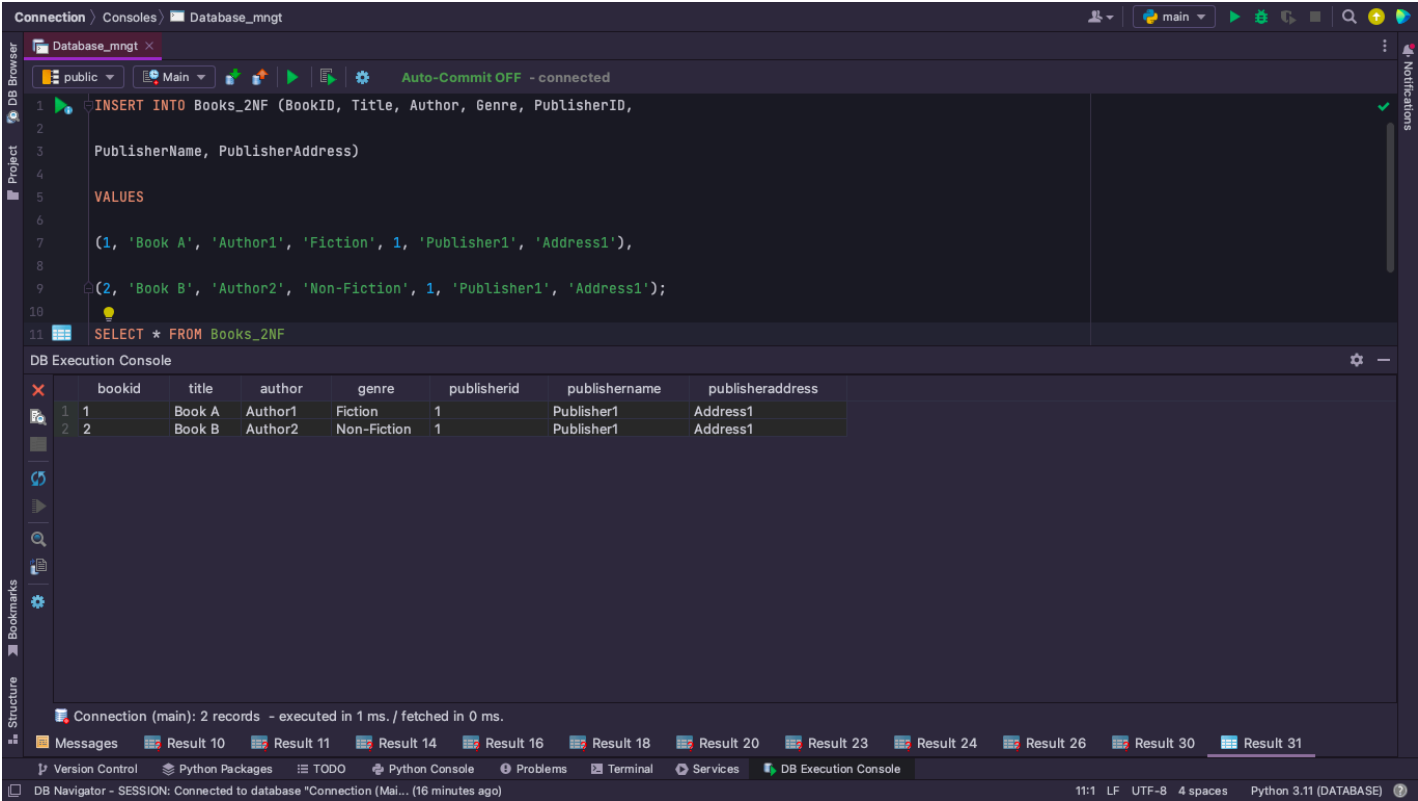 Connection 〉 Consoles 〉 Database_mngt
main
Database_mngt ×
public Main Auto-Commit OFF - connected
DB Browser
Project
Bookmarks
Structure
Notifications
1 INSERT INTO Books_2NF (BookID, Title, Author, Genre, PublisherID,
2
3 PublisherName, PublisherAddress)
4
5 VALUES
6
7 (1, 'Book A', 'Author1', 'Fiction', 1, 'Publisher1', 'Address1'),
8
9 (2, 'Book B', 'Author2', 'Non-Fiction', 1, 'Publisher1', 'Address1');
10
11 SELECT * FROM Books_2NF
DB Execution Console
bookid title author genre publisherid publishername publisheraddress
1 1 Book A Author1 Fiction 1 Publisher1 Address1
2 2 Book B Author2 Non-Fiction 1 Publisher1 Address1
Connection (main): 2 records - executed in 1 ms. / fetched in 0 ms.
Messages Result 10 Result 11 Result 14 Result 16 Result 18 Result 20 Result 23 Result 24 Result 26 Result 30 Result 31
Version Control Python Packages TODO Python Console Problems Terminal Services DB Execution Console
DB Navigator - SESSION: Connected to database "Connection (Mai... (16 minutes ago) 11:1 LF UTF-8 4 spaces Python 3.11 (DATABASE)